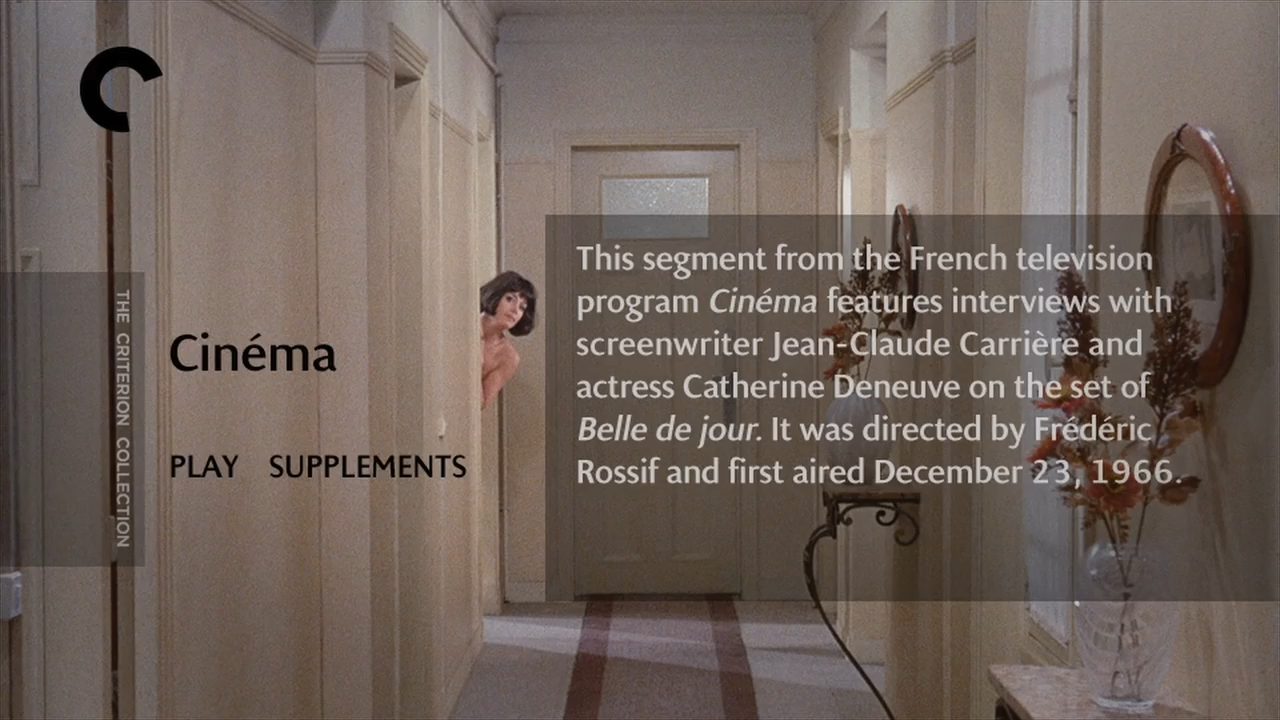 THE CRITERION COLLECTION
Cinéma
PLAY SUPPLEMENTS
This segment from the French television
program Cinéma features interviews with
screenwriter Jean-Claude Carrière and
actress Catherine Deneuve on the set of
Belle de jour. It was directed by Frédéric
Rossif and first aired December 23, 1966.